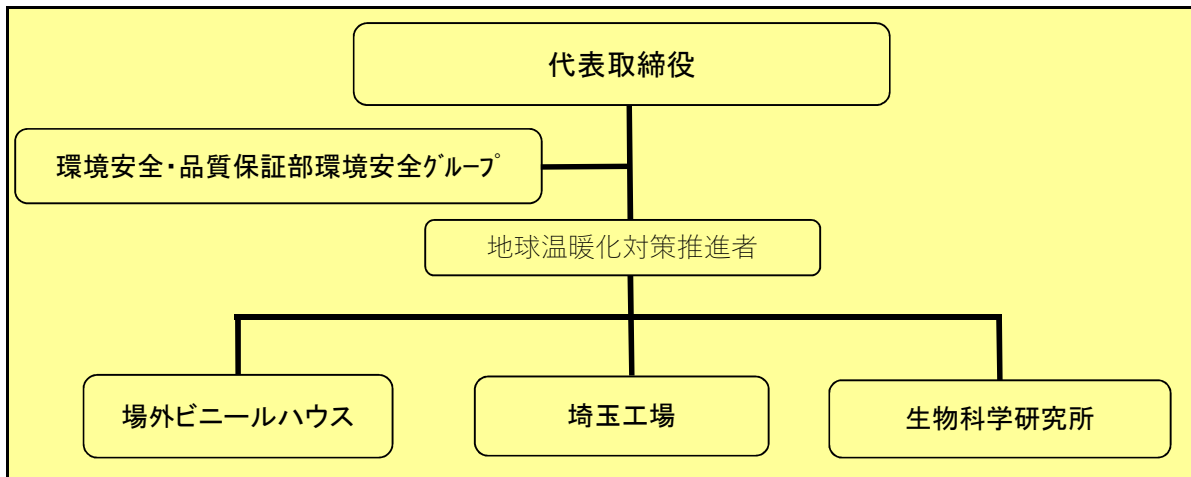 代表取締役
環境安全・品質保証部環境安全ｸﾞﾙｰﾌﾟ
地球温暖化対策推進者
場外ビニールハウス
埼玉工場
生物科学研究所